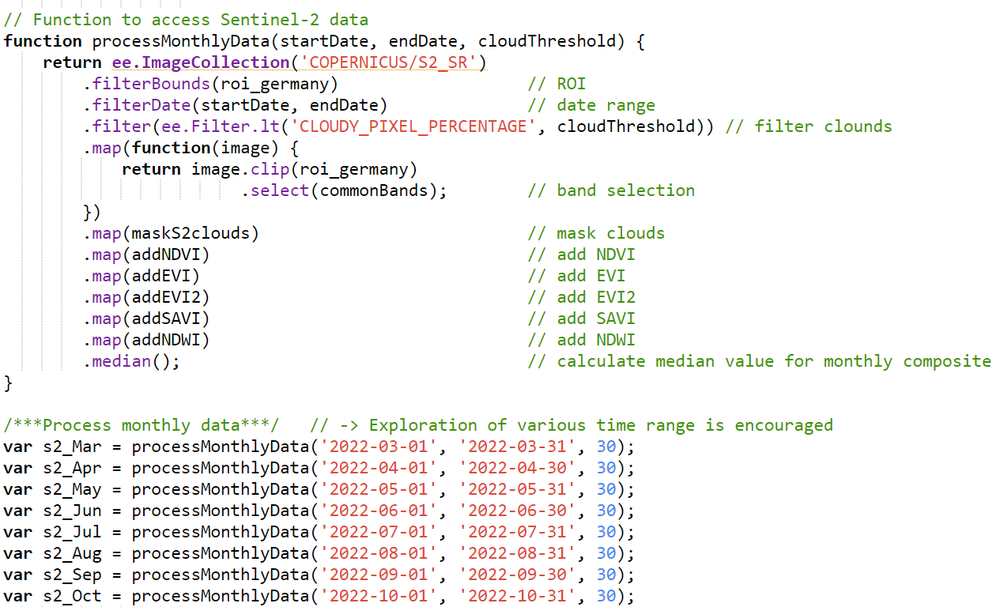 // Function to access Sentinel-2 data
function processMonthlyData(startDate, endDate, cloudThreshold) {
    return ee.ImageCollection('COPERNICUS/S2_SR')
        .filterBounds(roi_germany)                   // ROI
        .filterDate(startDate, endDate)              // date range
        .filter(ee.Filter.lt('CLOUDY_PIXEL_PERCENTAGE', cloudThreshold)) // filter clounds
        .map(function(image) {
            return image.clip(roi_germany)
                        .select(commonBands);        // band selection
        })
        .map(maskS2clouds)                           // mask clouds
        .map(addNDVI)                                // add NDVI
        .map(addEVI)                                 // add EVI
        .map(addEVI2)                                // add EVI2
        .map(addSAVI)                                // add SAVI
        .map(addNDWI)                                // add NDWI
        .median();                                   // calculate median value for monthly composite
}

/***Process monthly data***/   // -> Exploration of various time range is encouraged
var s2_Mar = processMonthlyData('2022-03-01', '2022-03-31', 30);
var s2_Apr = processMonthlyData('2022-04-01', '2022-04-30', 30);
var s2_May = processMonthlyData('2022-05-01', '2022-05-31', 30);
var s2_Jun = processMonthlyData('2022-06-01', '2022-06-30', 30);
var s2_Jul = processMonthlyData('2022-07-01', '2022-07-31', 30);
var s2_Aug = processMonthlyData('2022-08-01', '2022-08-31', 30);
var s2_Sep = processMonthlyData('2022-09-01', '2022-09-30', 30);
var s2_Oct = processMonthlyData('2022-10-01', '2022-10-31', 30);